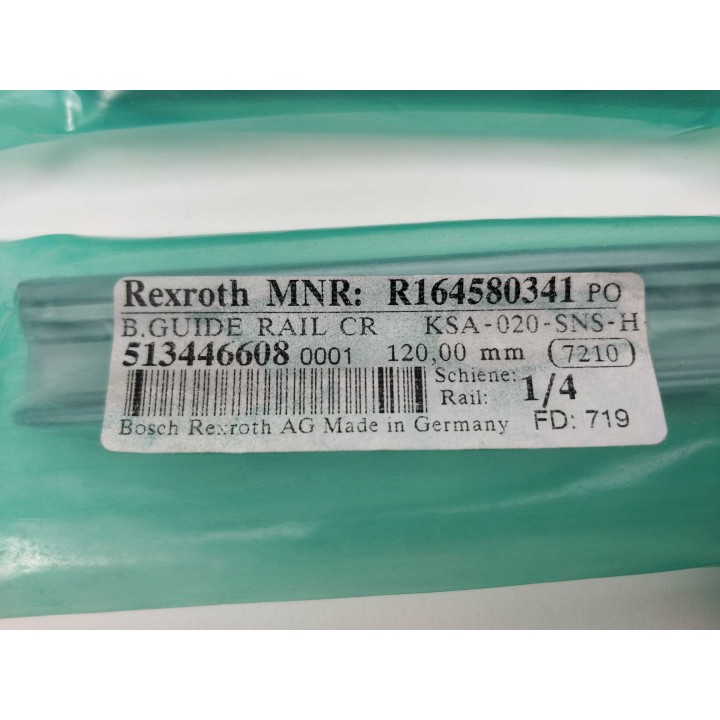 Rexroth MNR: R164580341 PO
B.GUIDE RAIL CR KSA-020-SNS-H-
513446608 0001 120,00 mm 7210
Schiene: 1/4
Rail:
Bosch Rexroth AG Made in Germany FD: 719